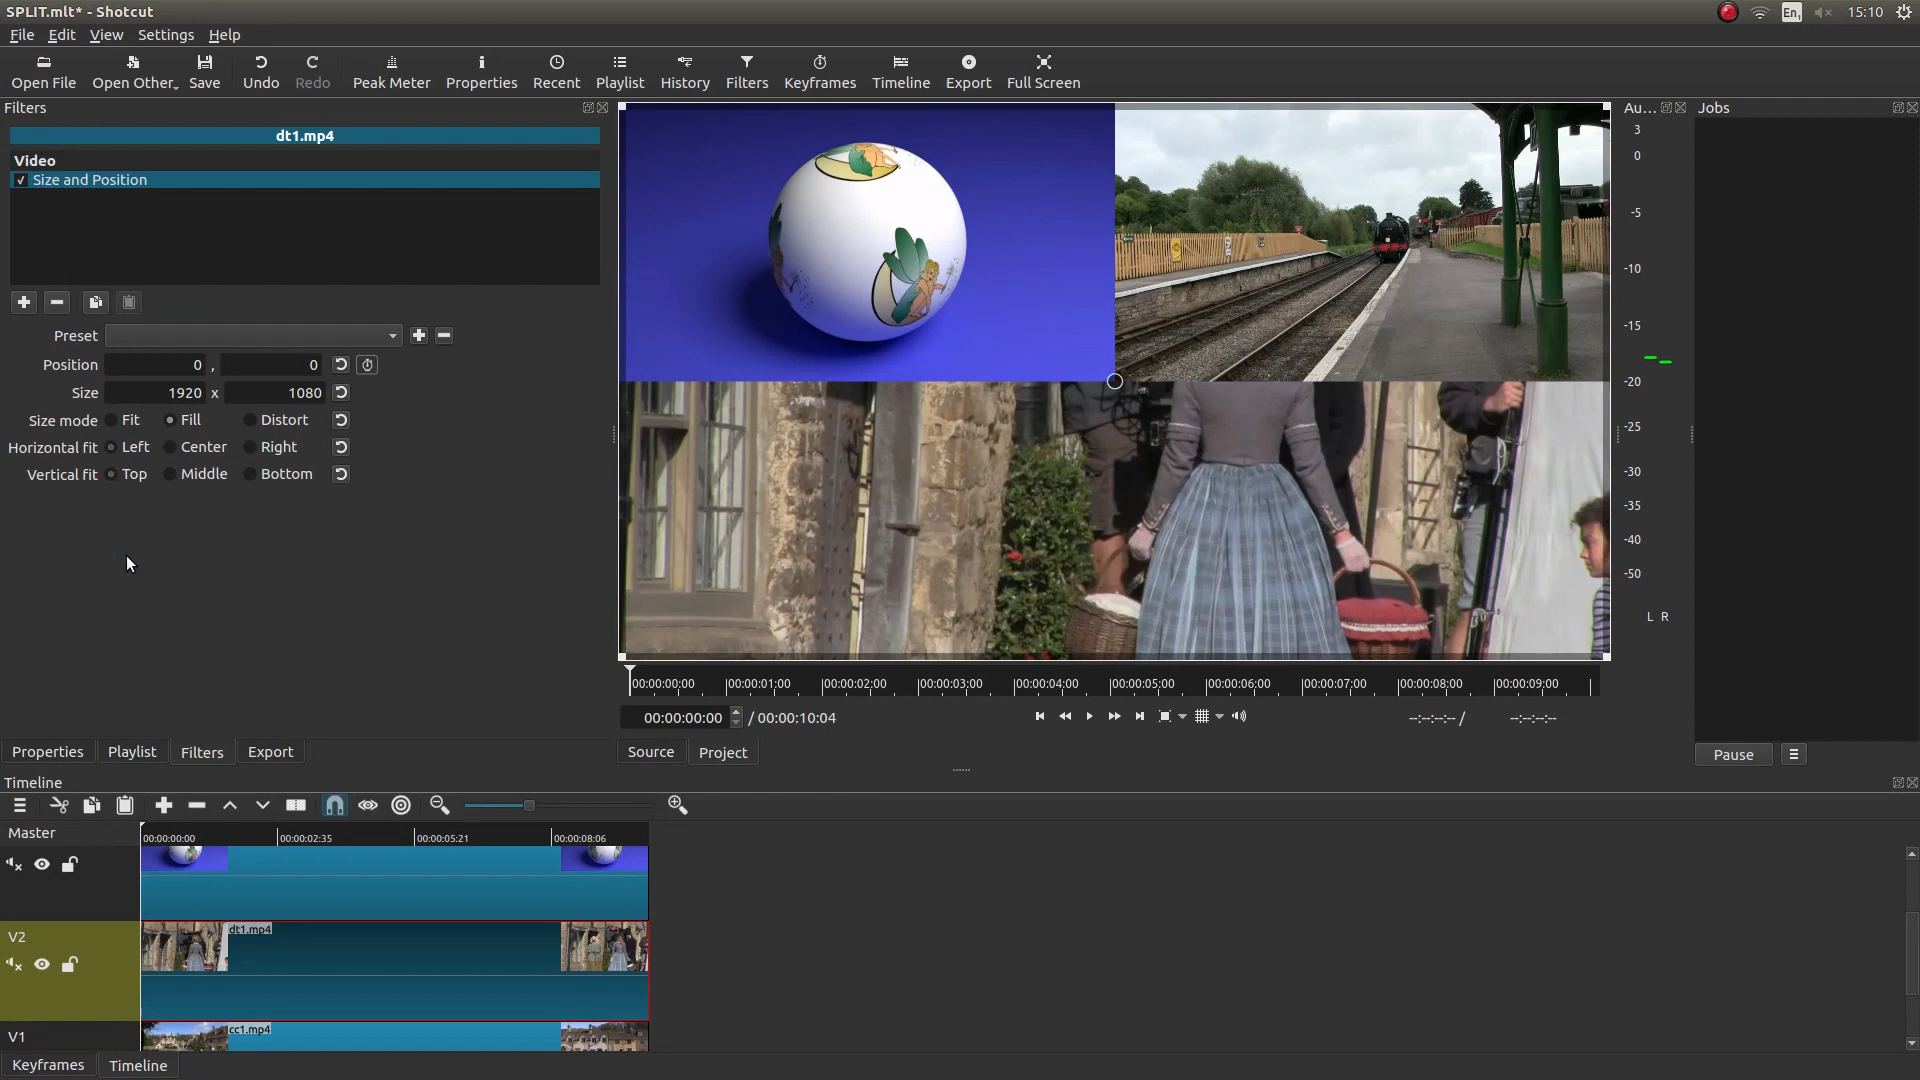 SPLIT.mlt* - Shotcut
En1
15:10
File Edit View Settings Help
Open File Open Other.. Save Undo Redo Peak Meter Properties Recent Playlist History Filters Keyframes Timeline Export Full Screen
Filters
Au...
Jobs
dt1.mp4
Video
Size and Position
Preset
Position 0 , 0
Size 1920 x 1080
Size mode Fit Fill Distort
Horizontal fit Left Center Right
Vertical fit Top Middle Bottom
3
0
-5
-10
-15
-20
-25
-30
-35
-40
-50
L R
00:00:00:00 00:00:01:00 00:00:02:00 00:00:03:00 00:00:04:00 00:00:05:00 00:00:06:00 00:00:07:00 00:00:08:00 00:00:09:00
00:00:00:00 / 00:00:10:04
--:--:--:-- / --:--:--:--
Properties Playlist Filters Export
Source Project
Pause
Timeline
Master
00:00:00:00 00:00:02:35 00:00:05:21 00:00:08:06
V2
dt1.mp4
V1
cc1.mp4
Keyframes Timeline